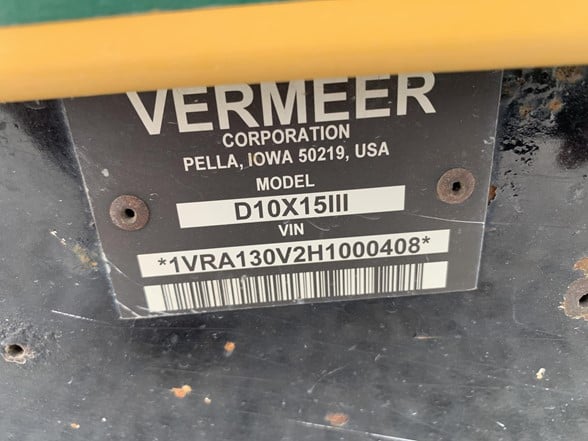 VERMEER
CORPORATION
PELLA, IOWA 50219, USA
MODEL
D10X15III
VIN
*1VRA130V2H1000408*